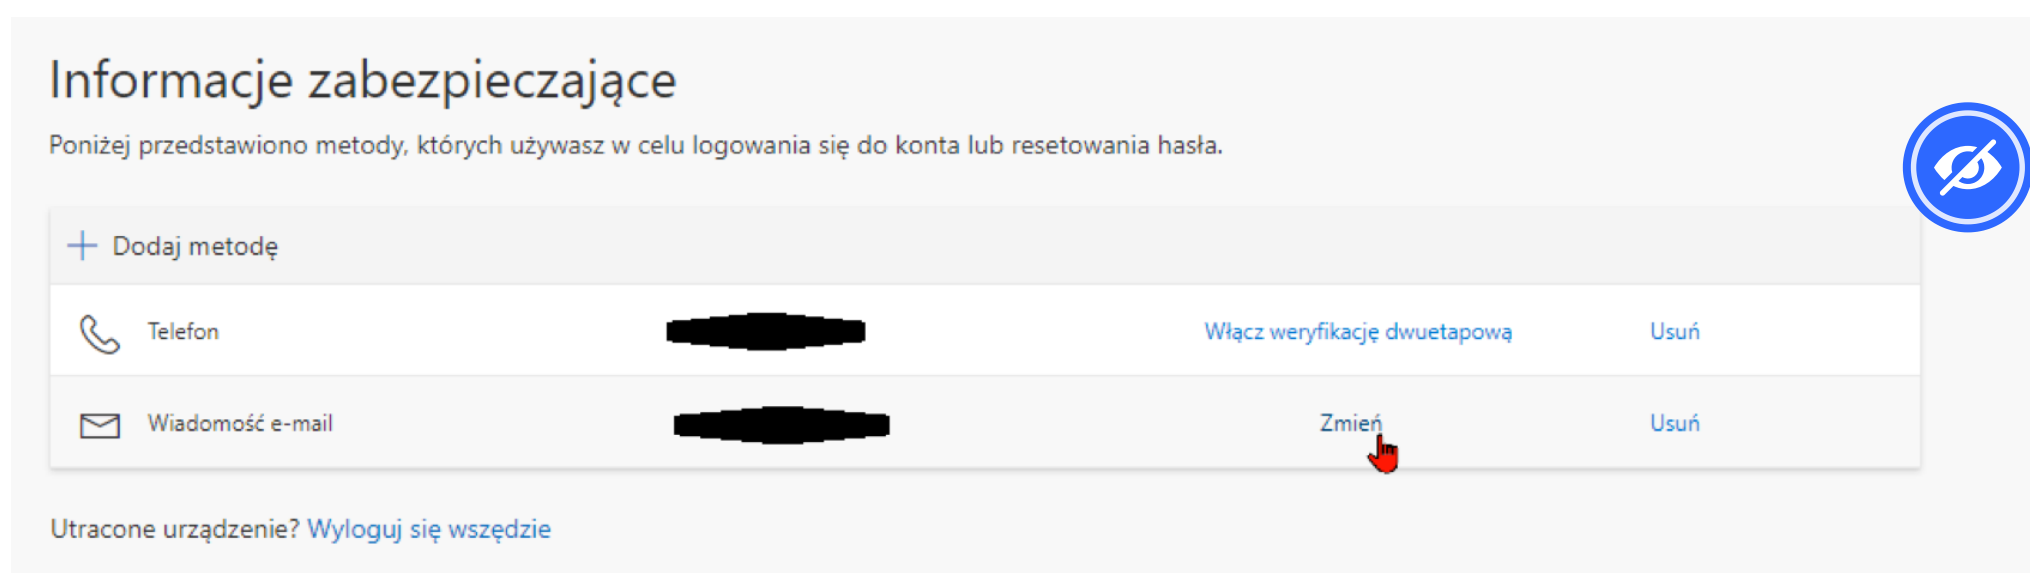 Informacje zabezpieczające
Poniżej przedstawiono metody, których używasz w celu logowania się do konta lub resetowania hasła.
Dodaj metodę
Telefon Włącz weryfikację dwuetapową Usuń
Wiadomość e-mail Zmień Usuń
Utracone urządzenie? Wyloguj się wszędzie